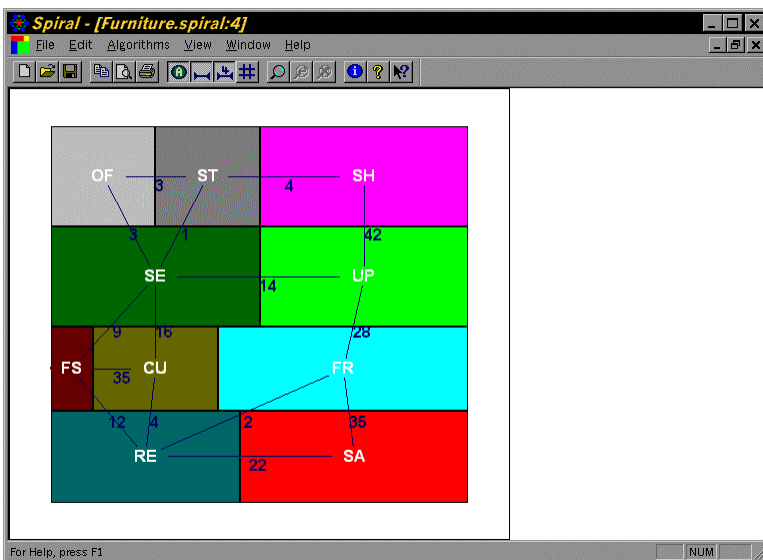 Spiral - [Furniture.spiral:4]
File Edit Algorithms View Window Help
A 4
OF 3 ST 4 SH
3 1 42
SE 14 UP
9 16 28
FS 35 CU FR
12 4 2 35
RE 22 SA
For Help, press F1 NUM